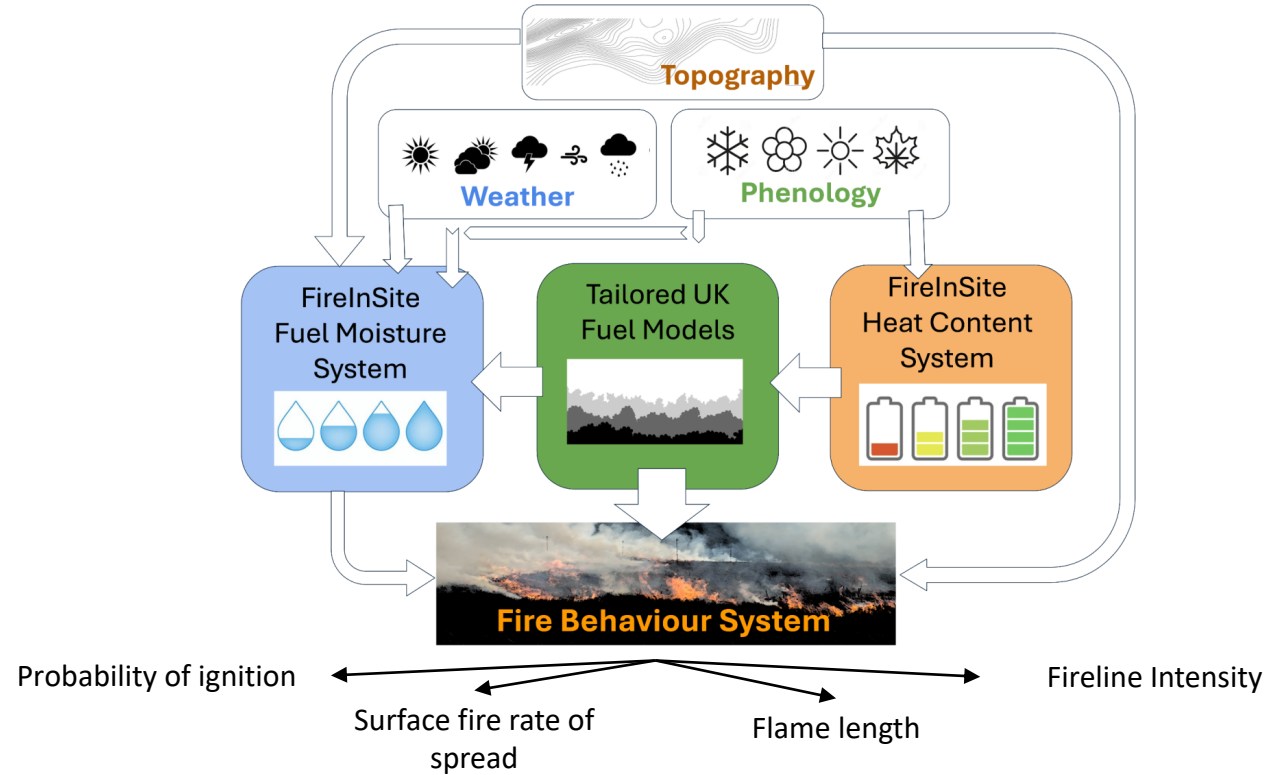 Topography
Weather
Phenology
FireInSite
Fuel Moisture
System
Tailored UK
Fuel Models
FireInSite
Heat Content
System
Fire Behaviour System
Probability of ignition
Surface fire rate of
spread
Flame length
Fireline Intensity